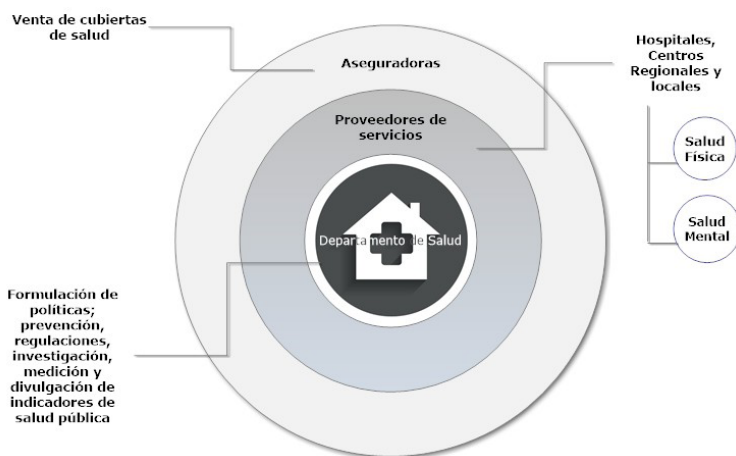 Venta de cubiertas
de salud
Aseguradoras
Hospitales,
Centros
Regionales y
locales
Proveedores de
servicios
Salud
Física
Salud
Mental
Departamento de Salud
Formulación de
políticas;
prevención,
regulaciones,
investigación,
medición y
divulgación de
indicadores de
salud pública